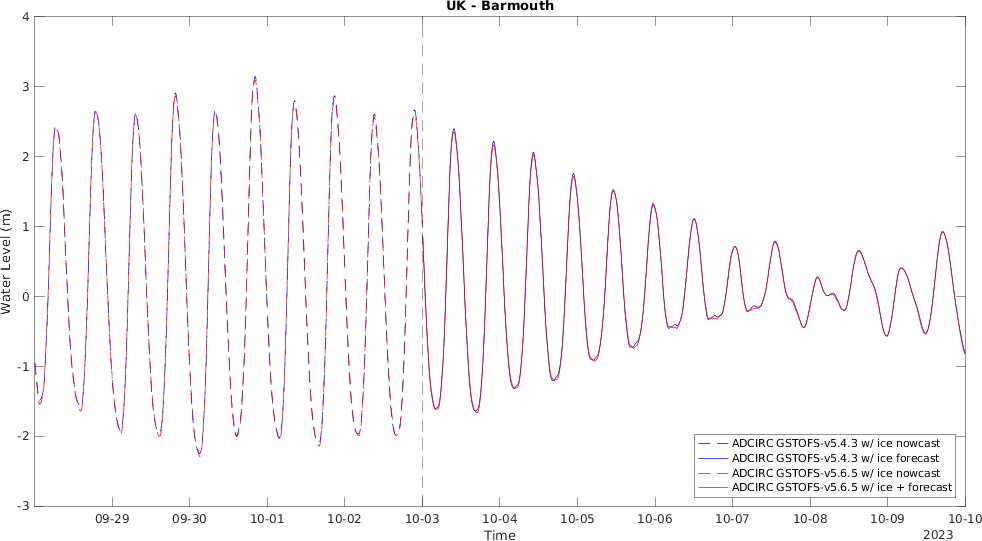 UK - Barmouth
4
3
2
1
0
-1
-2
-3
Water Level (m)
ADCIRC GSTOFS-v5.4.3 w/ ice nowcast
ADCIRC GSTOFS-v5.4.3 w/ ice forecast
ADCIRC GSTOFS-v5.6.5 w/ ice nowcast
ADCIRC GSTOFS-v5.6.5 w/ ice + forecast
09-29 09-30 10-01 10-02 10-03 10-04 10-05 10-06 10-07 10-08 10-09 10-10
Time
2023